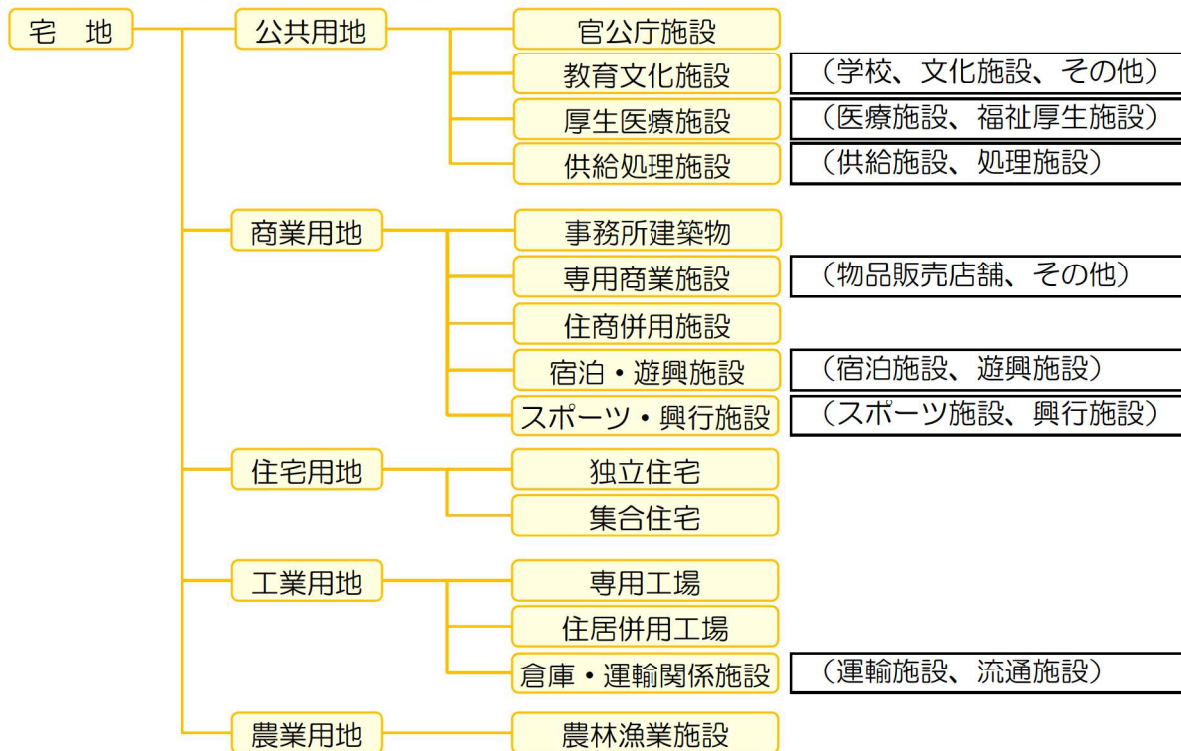 宅　地
公共用地
官公庁施設
教育文化施設
（学校、文化施設、その他）
厚生医療施設
（医療施設、福祉厚生施設）
供給処理施設
（供給施設、処理施設）
商業用地
事務所建築物
専用商業施設
（物品販売店舗、その他）
住商併用施設
宿泊・遊興施設
（宿泊施設、遊興施設）
スポーツ・興行施設
（スポーツ施設、興行施設）
住宅用地
独立住宅
集合住宅
工業用地
専用工場
住居併用工場
倉庫・運輸関係施設
（運輸施設、流通施設）
農業用地
農林漁業施設